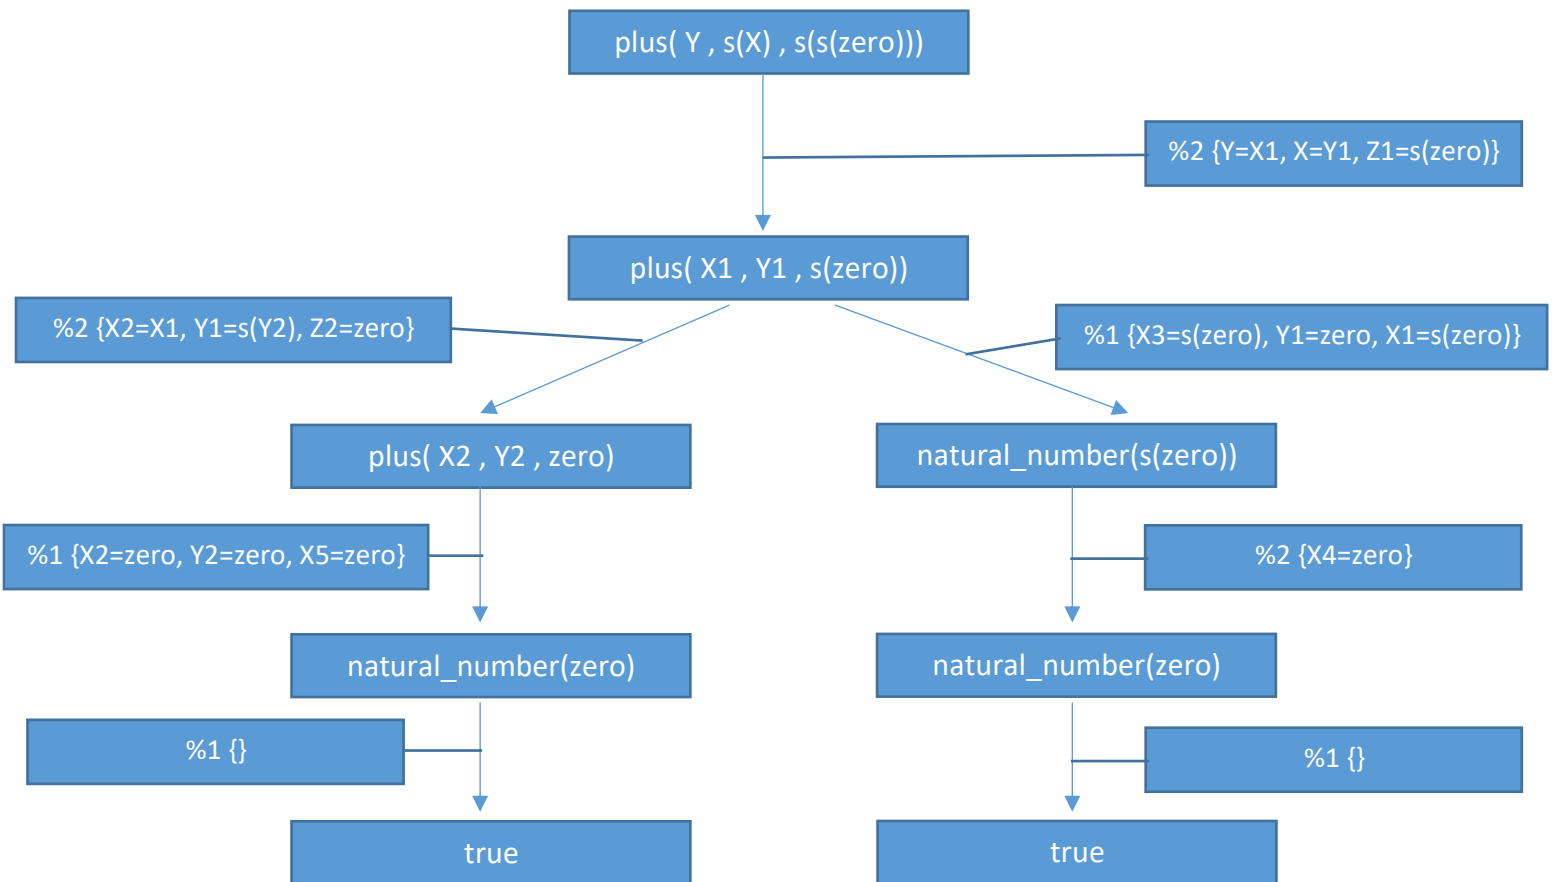 plus( Y , s(X) , s(s(zero)))
%2 {Y=X1, X=Y1, Z1=s(zero)}
plus( X1 , Y1 , s(zero))
%2 {X2=X1, Y1=s(Y2), Z2=zero}
%1 {X3=s(zero), Y1=zero, X1=s(zero)}
plus( X2 , Y2 , zero)
natural_number(s(zero))
%1 {X2=zero, Y2=zero, X5=zero}
%2 {X4=zero}
natural_number(zero)
natural_number(zero)
%1 {}
%1 {}
true
true